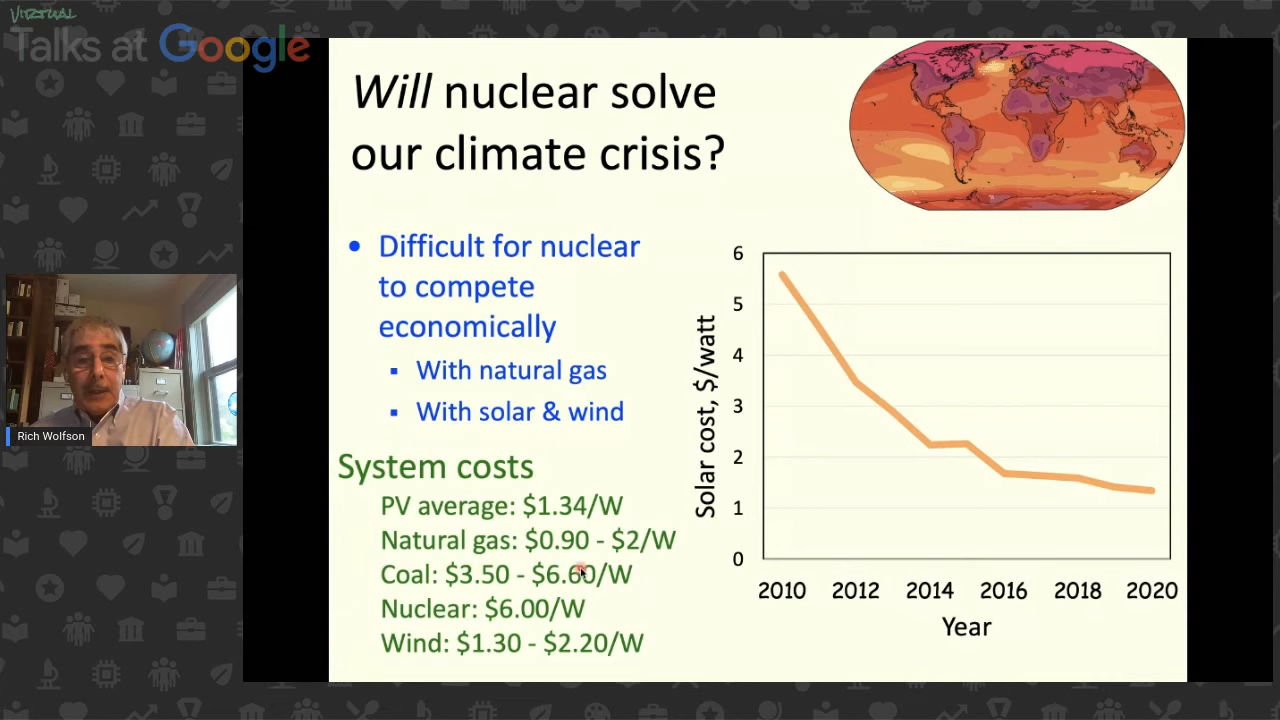 VIRTUAL
Talks at Google
Will nuclear solve
our climate crisis?
• Difficult for nuclear
to compete
economically
▪ With natural gas
▪ With solar & wind
System costs
PV average: $1.34/W
Natural gas: $0.90 - $2/W
Coal: $3.50 - $6.60/W
Nuclear: $6.00/W
Wind: $1.30 - $2.20/W
Solar cost, $/watt
6
5
4
3
2
1
0
2010 2012 2014 2016 2018 2020
Year
Rich Wolfson